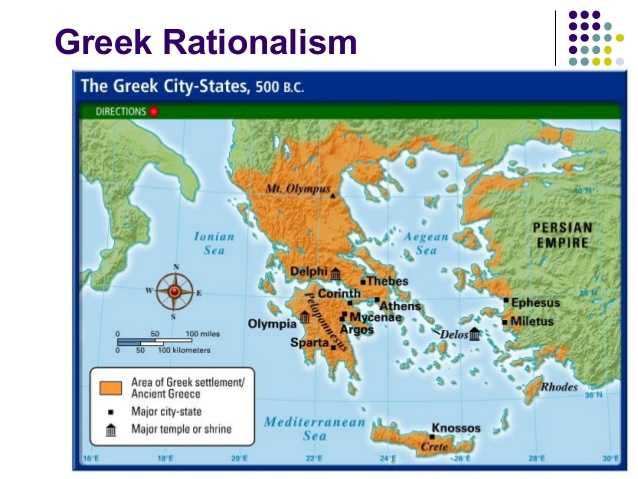 Greek Rationalism
The Greek City-States, 500 B.C.
DIRECTIONS
Mt. Olympus
40°N
PERSIAN
EMPIRE
Ionian
Sea
Aegean
Sea
Delphi
Thebes
N
W
E
S
Corinth
Athens
Ephesus
Peloponnesus
Mycenae
Miletus
Olympia
Argos
Delos
Sparta
0 50 100 miles
0 50 100 kilometers
Rhodes
36°N
Area of Greek settlement/
Ancient Greece
Major city-state
Major temple or shrine
Mediterranean
Sea
Knossos
Crete
16°E 18°E 20°E 22°E 24°E 26°E 28°E 30°E